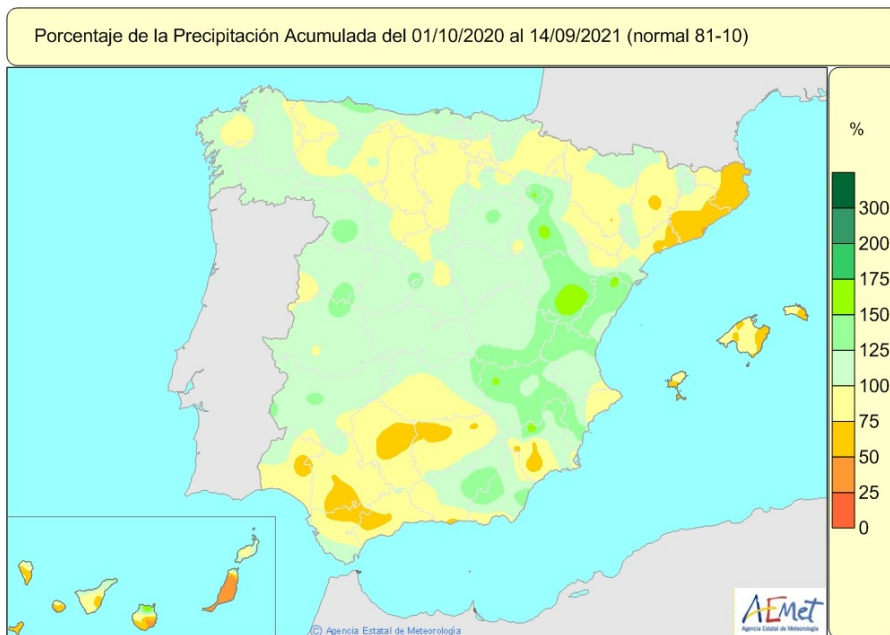 Porcentaje de la Precipitación Acumulada del 01/10/2020 al 14/09/2021 (normal 81-10)
%
300
200
175
150
125
100
75
50
25
0
(C) Agencia Estatal de Meteorología
AEMet
Agencia Estatal de Meteorología